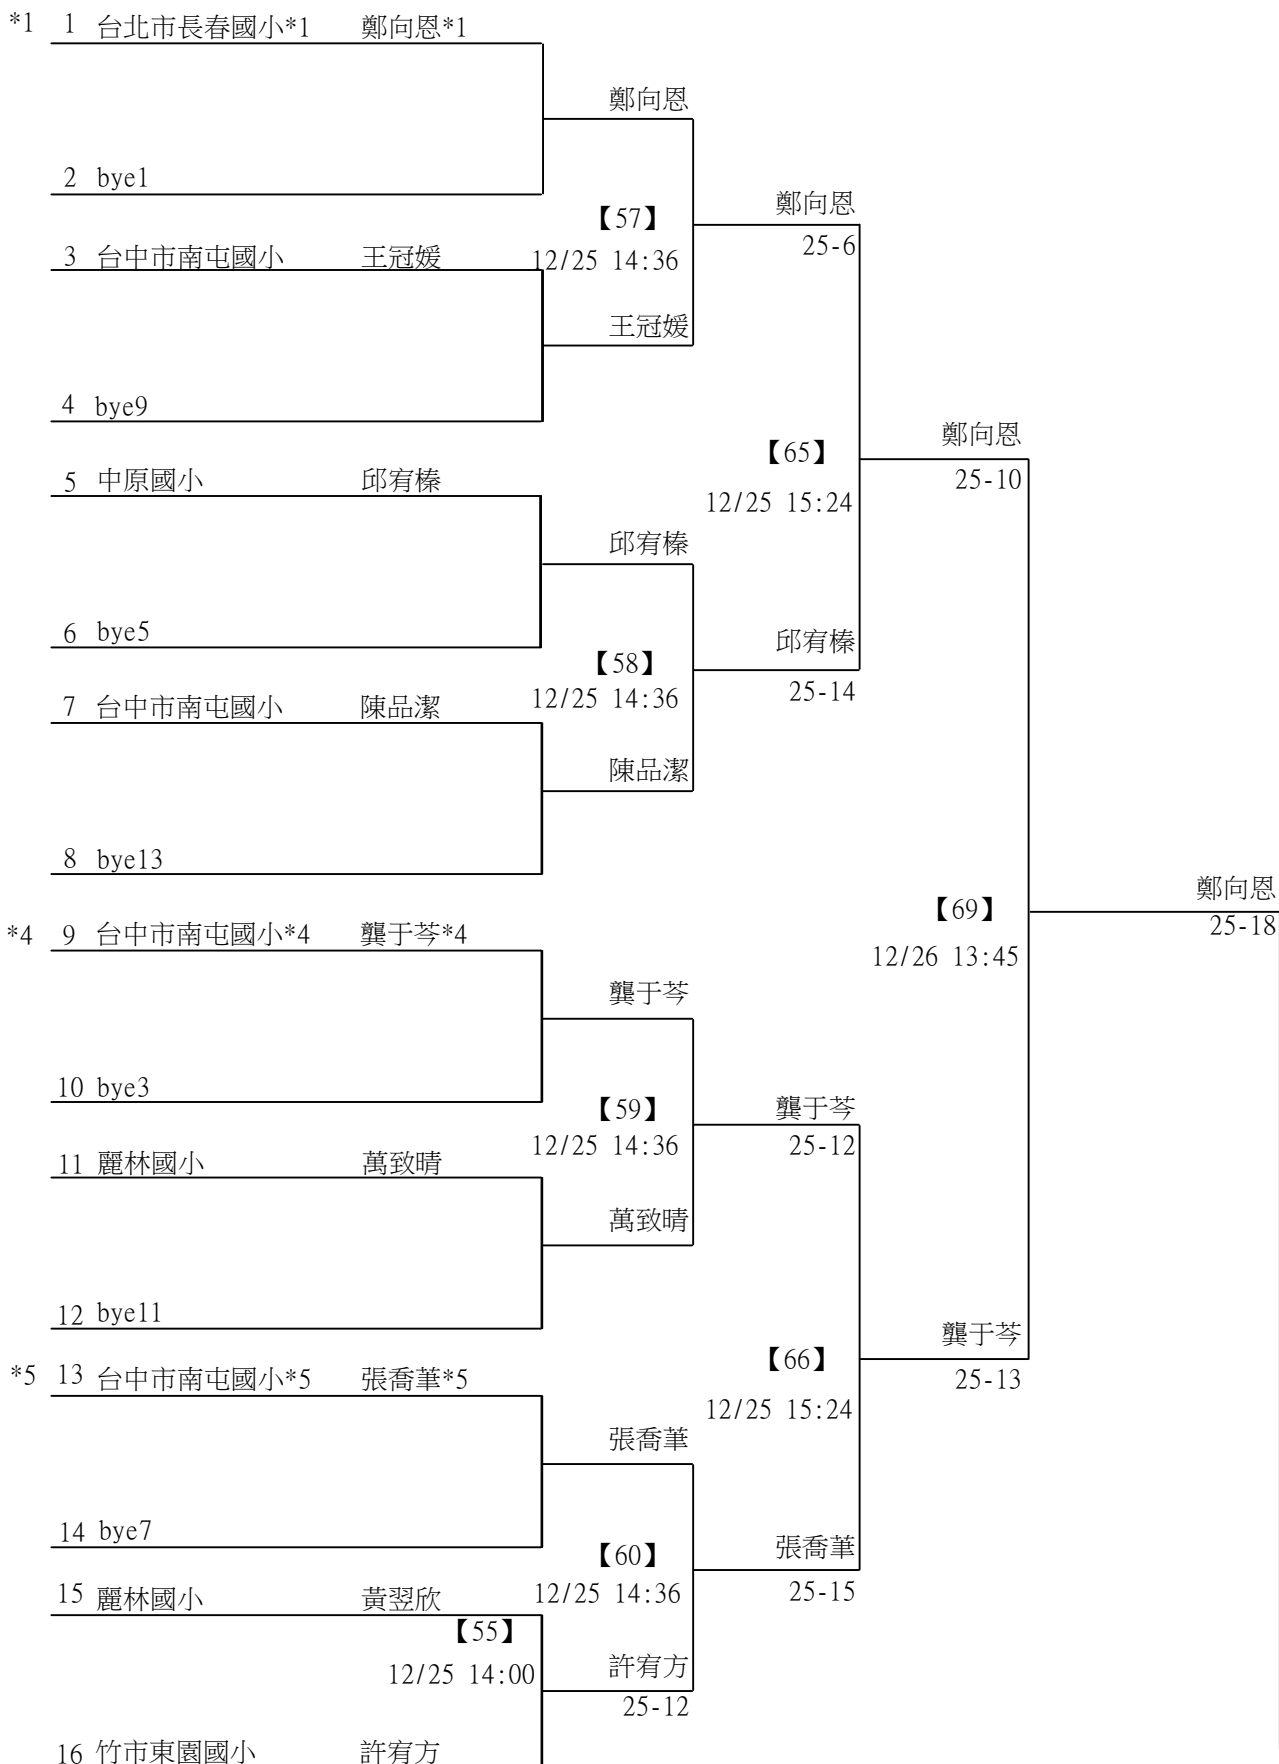 *1 1 台北市長春國小*1 鄭向恩*1
鄭向恩
2 bye1
鄭向恩
【57】
25-6
3 台中市南屯國小 王冠媛 12/25 14:36
王冠媛
4 bye9
鄭向恩
【65】
25-10
5 中原國小 邱宥榛
12/25 15:24
邱宥榛
6 bye5
邱宥榛
【58】
25-14
7 台中市南屯國小 陳品潔 12/25 14:36
陳品潔
8 bye13
鄭向恩
【69】
25-18
*4 9 台中市南屯國小*4 龔于芩*4
12/26 13:45
龔于芩
10 bye3
【59】
龔于芩
12/25 14:36
25-12
11 麗林國小 萬致晴
萬致晴
12 bye11
龔于芩
【66】
25-13
*5 13 台中市南屯國小*5 張喬葦*5
12/25 15:24
張喬葦
14 bye7
張喬葦
【60】
25-15
15 麗林國小 黃翌欣 12/25 14:36
【55】
許宥方
12/25 14:00
25-12
16 竹市東園國小 許宥方